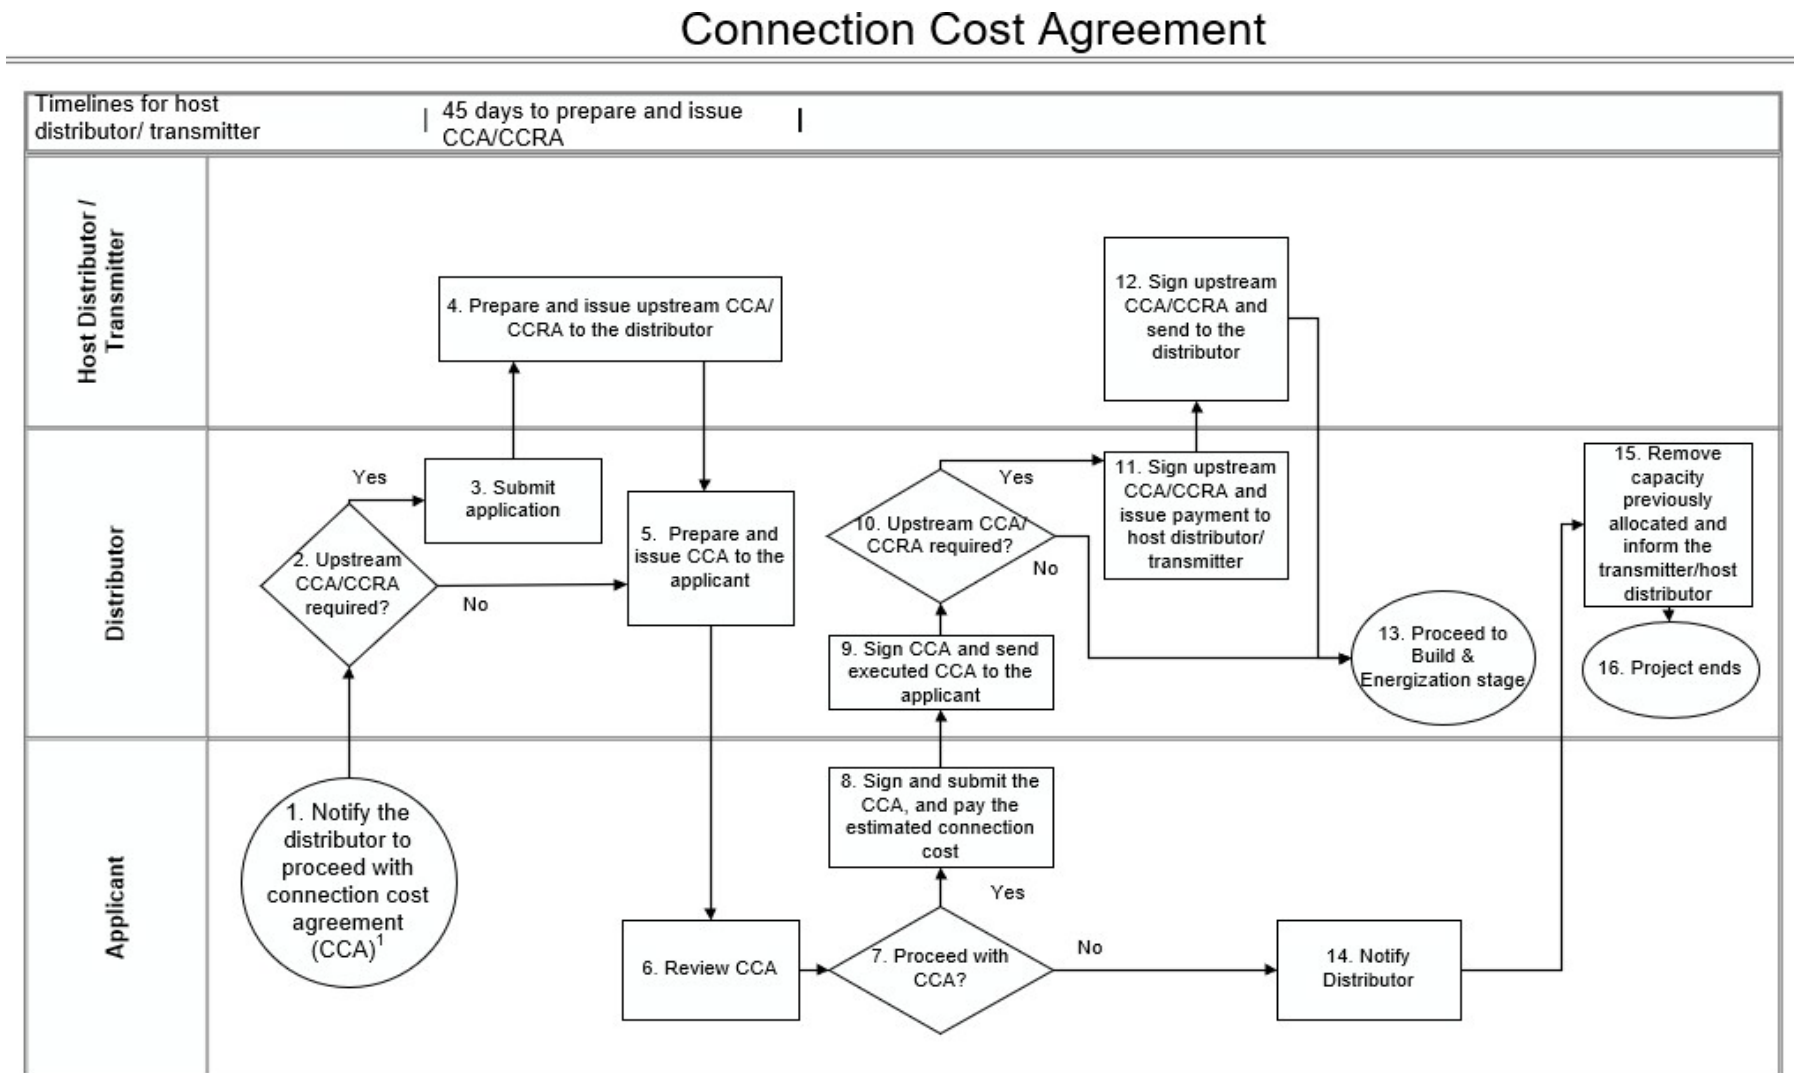 Connection Cost Agreement
Timelines for host
distributor/ transmitter
45 days to prepare and issue
CCA/CCRA
Host Distributor /
Transmitter
4. Prepare and issue upstream CCA/
CCRA to the distributor
12. Sign upstream
CCA/CCRA and
send to the
distributor
Distributor
2. Upstream
CCA/CCRA
required?
Yes
No
3. Submit
application
5. Prepare and
issue CCA to the
applicant
9. Sign CCA and send
executed CCA to the
applicant
10. Upstream CCA/
CCRA required?
Yes
No
11. Sign upstream
CCA/CCRA and
issue payment to
host distributor/
transmitter
13. Proceed to
Build &
Energization stage
15. Remove
capacity
previously
allocated and
inform the
transmitter/host
distributor
16. Project ends
Applicant
1. Notify the
distributor to
proceed with
connection cost
agreement
(CCA)1
6. Review CCA
7. Proceed with
CCA?
Yes
No
8. Sign and submit the
CCA, and pay the
estimated connection
cost
14. Notify
Distributor